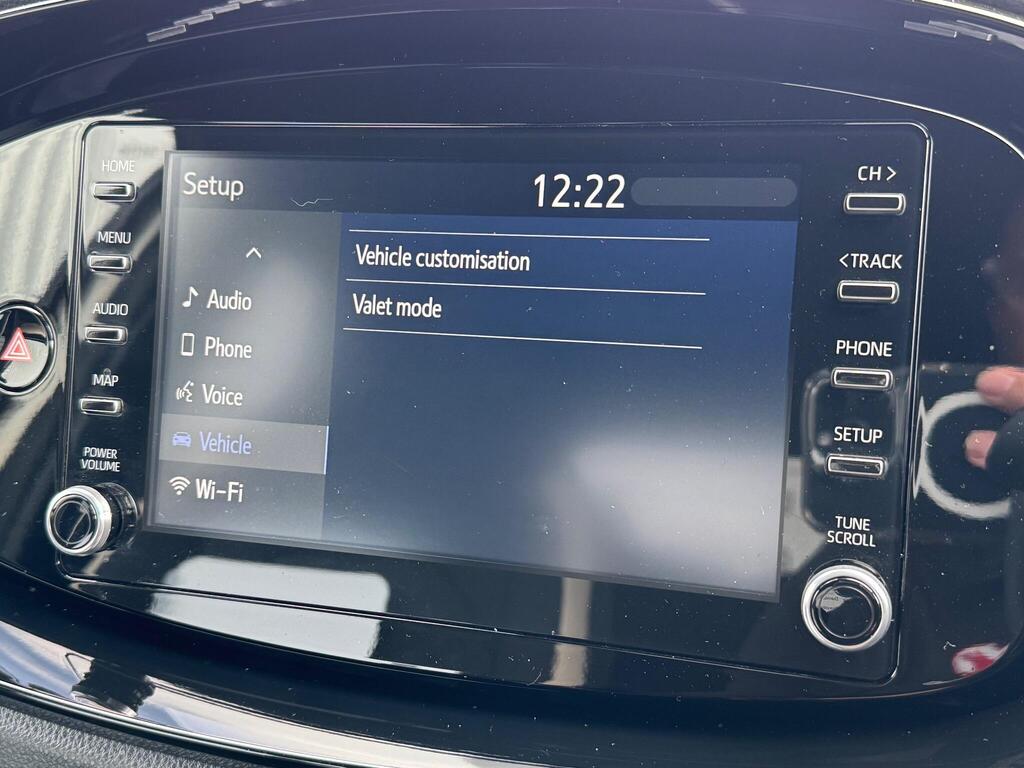 HOME
MENU
AUDIO
MAP
POWER
VOLUME
Setup
12:22
Audio
Phone
Voice
Vehicle
Wi-Fi
Vehicle customisation
Valet mode
CH >
<TRACK
PHONE
SETUP
TUNE
SCROLL